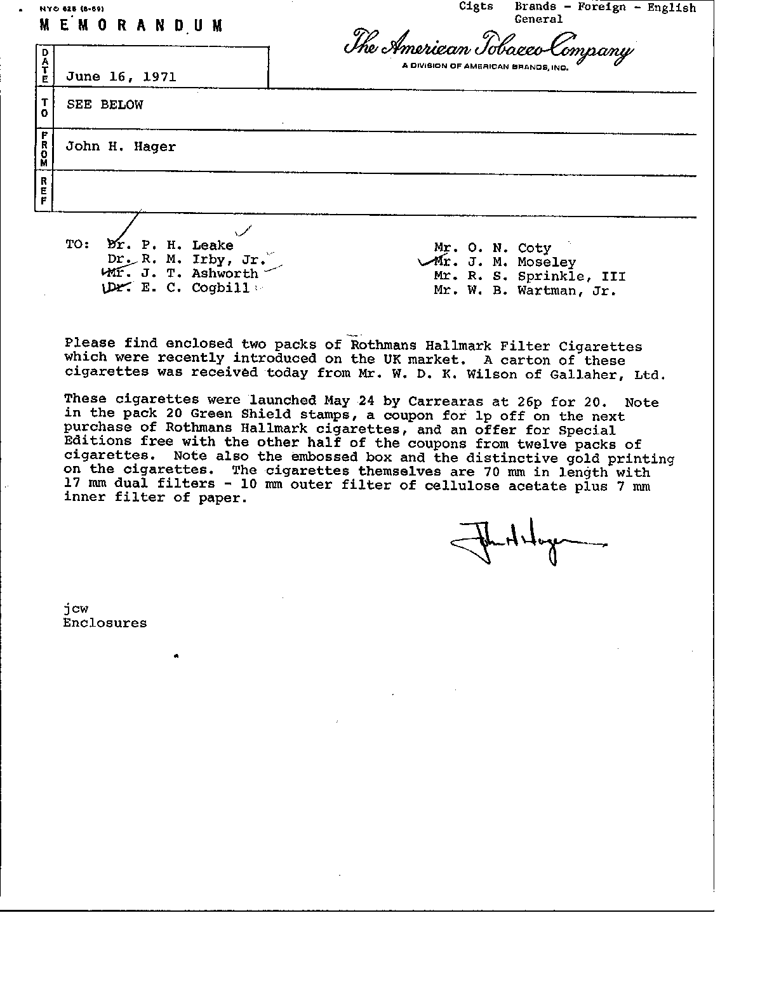 NYO 628 (8-69)
Cigts Brands - Foreign - English
General
MEMORANDUM
The American Tobacco Company
A DIVISION OF AMERICAN BRANDS, INC.
DATE
June 16, 1971
TO
SEE BELOW
FROM
John H. Hager
REF
TO: Dr. P. H. Leake
Dr. R. M. Irby, Jr.
Mr. J. T. Ashworth
Dr. E. C. Cogbill
Mr. O. N. Coty
Mr. J. M. Moseley
Mr. R. S. Sprinkle, III
Mr. W. B. Wartman, Jr.
Please find enclosed two packs of Rothmans Hallmark Filter Cigarettes
which were recently introduced on the UK market. A carton of these
cigarettes was received today from Mr. W. D. K. Wilson of Gallaher, Ltd.
These cigarettes were launched May 24 by Carrearas at 26p for 20. Note
in the pack 20 Green Shield stamps, a coupon for 1p off on the next
purchase of Rothmans Hallmark cigarettes, and an offer for Special
Editions free with the other half of the coupons from twelve packs of
cigarettes. Note also the embossed box and the distinctive gold printing
on the cigarettes. The cigarettes themselves are 70 mm in length with
17 mm dual filters - 10 mm outer filter of cellulose acetate plus 7 mm
inner filter of paper.
John H Hager
jcw
Enclosures